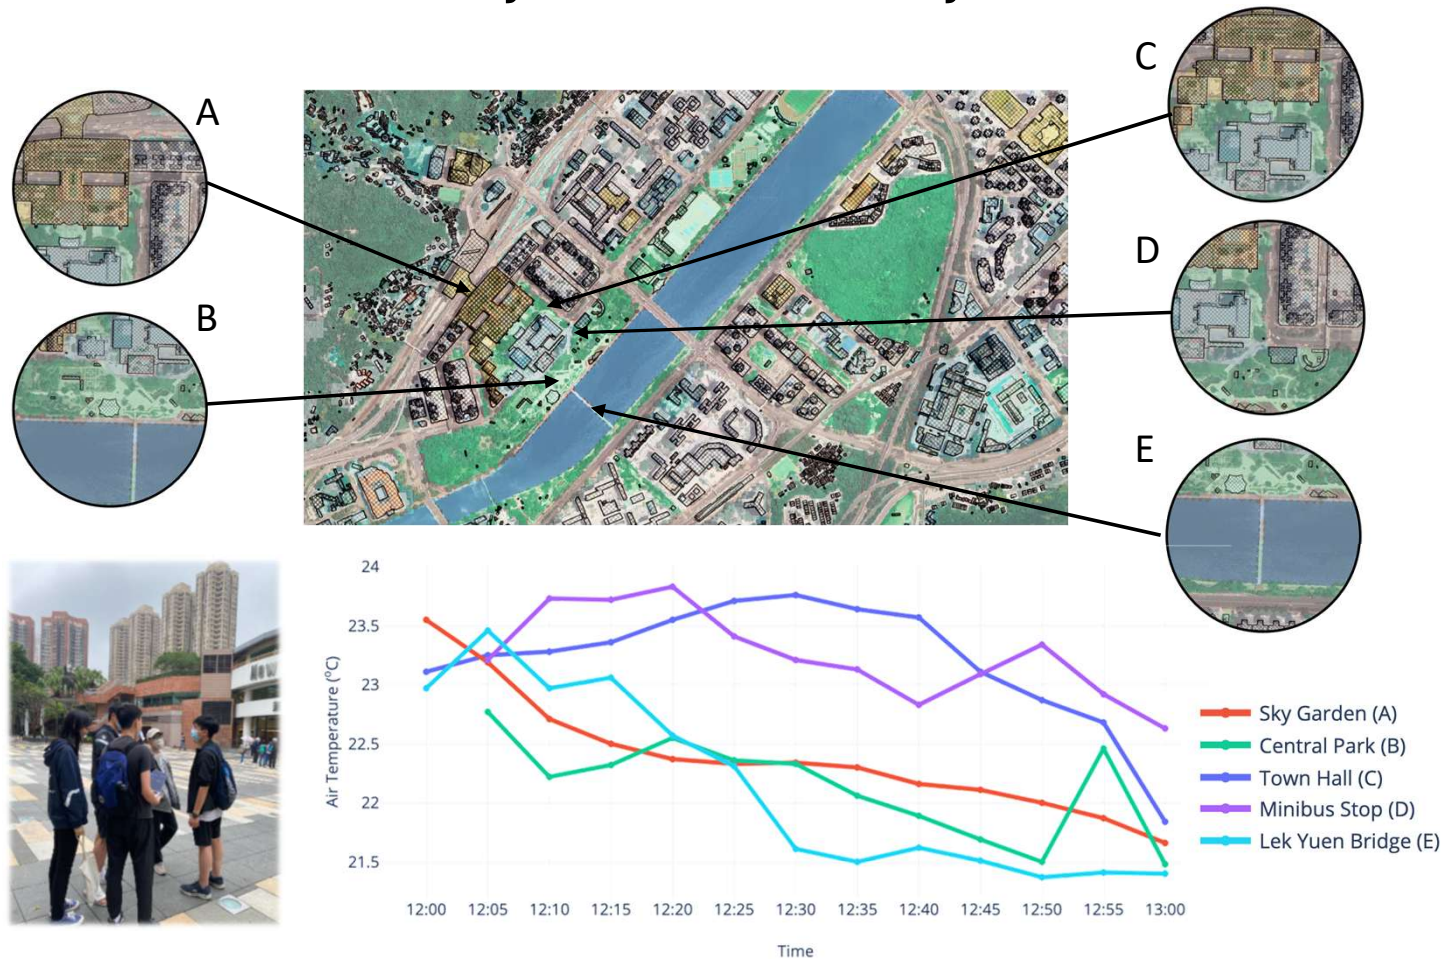 A
B
C
D
E
24
23.5
23
22.5
22
21.5
Air Temperature (°C)
12:00 12:05 12:10 12:15 12:20 12:25 12:30 12:35 12:40 12:45 12:50 12:55 13:00
Time
Sky Garden (A)
Central Park (B)
Town Hall (C)
Minibus Stop (D)
Lek Yuen Bridge (E)